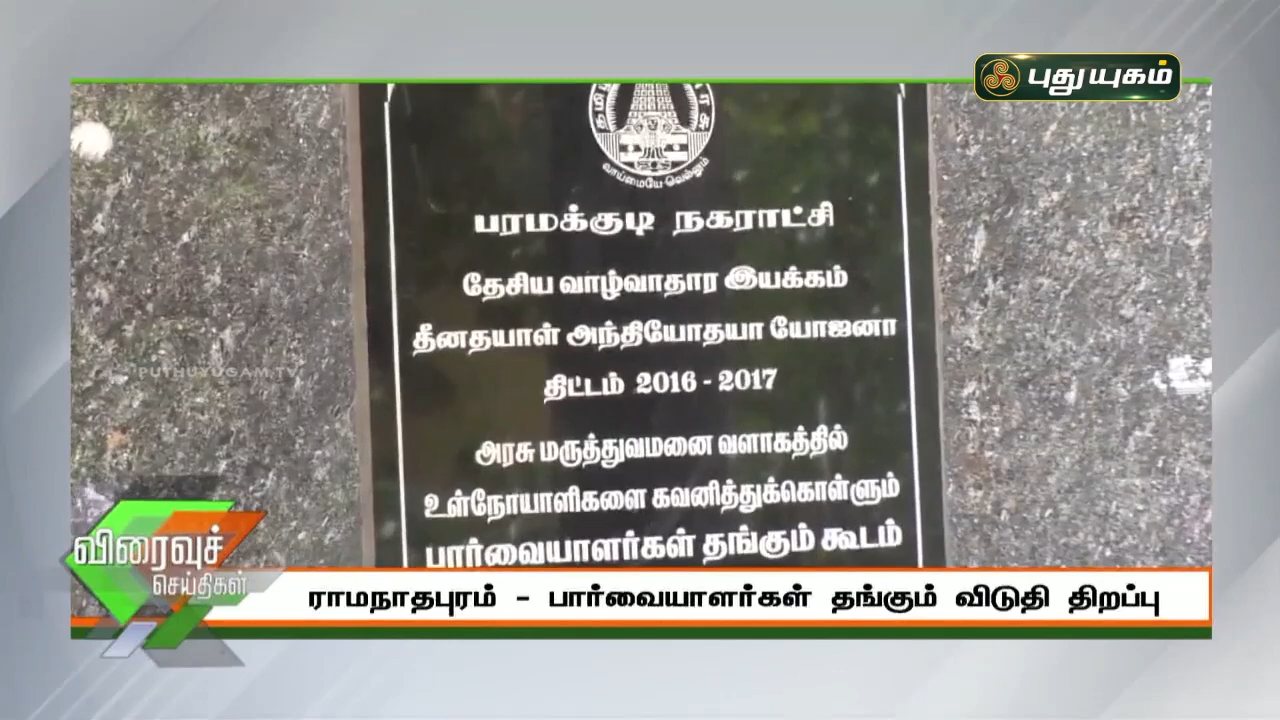 புதுயுகம்
வாய்மையே வெல்லும்
பரமக்குடி நகராட்சி
தேசிய வாழ்வாதார இயக்கம்
தீனதயாள் அந்தியோதயா யோஜனா
திட்டம் 2016 - 2017
PUTHUYUGAM.TV
அரசு மருத்துவமனை வளாகத்தில்
உள்நோயாளிகளை கவனித்துக்கொள்ளும்
பார்வையாளர்கள் தங்கும் கூடம்
விரைவுச்
செய்திகள்
ராமநாதபுரம் - பார்வையாளர்கள் தங்கும் விடுதி திறப்பு